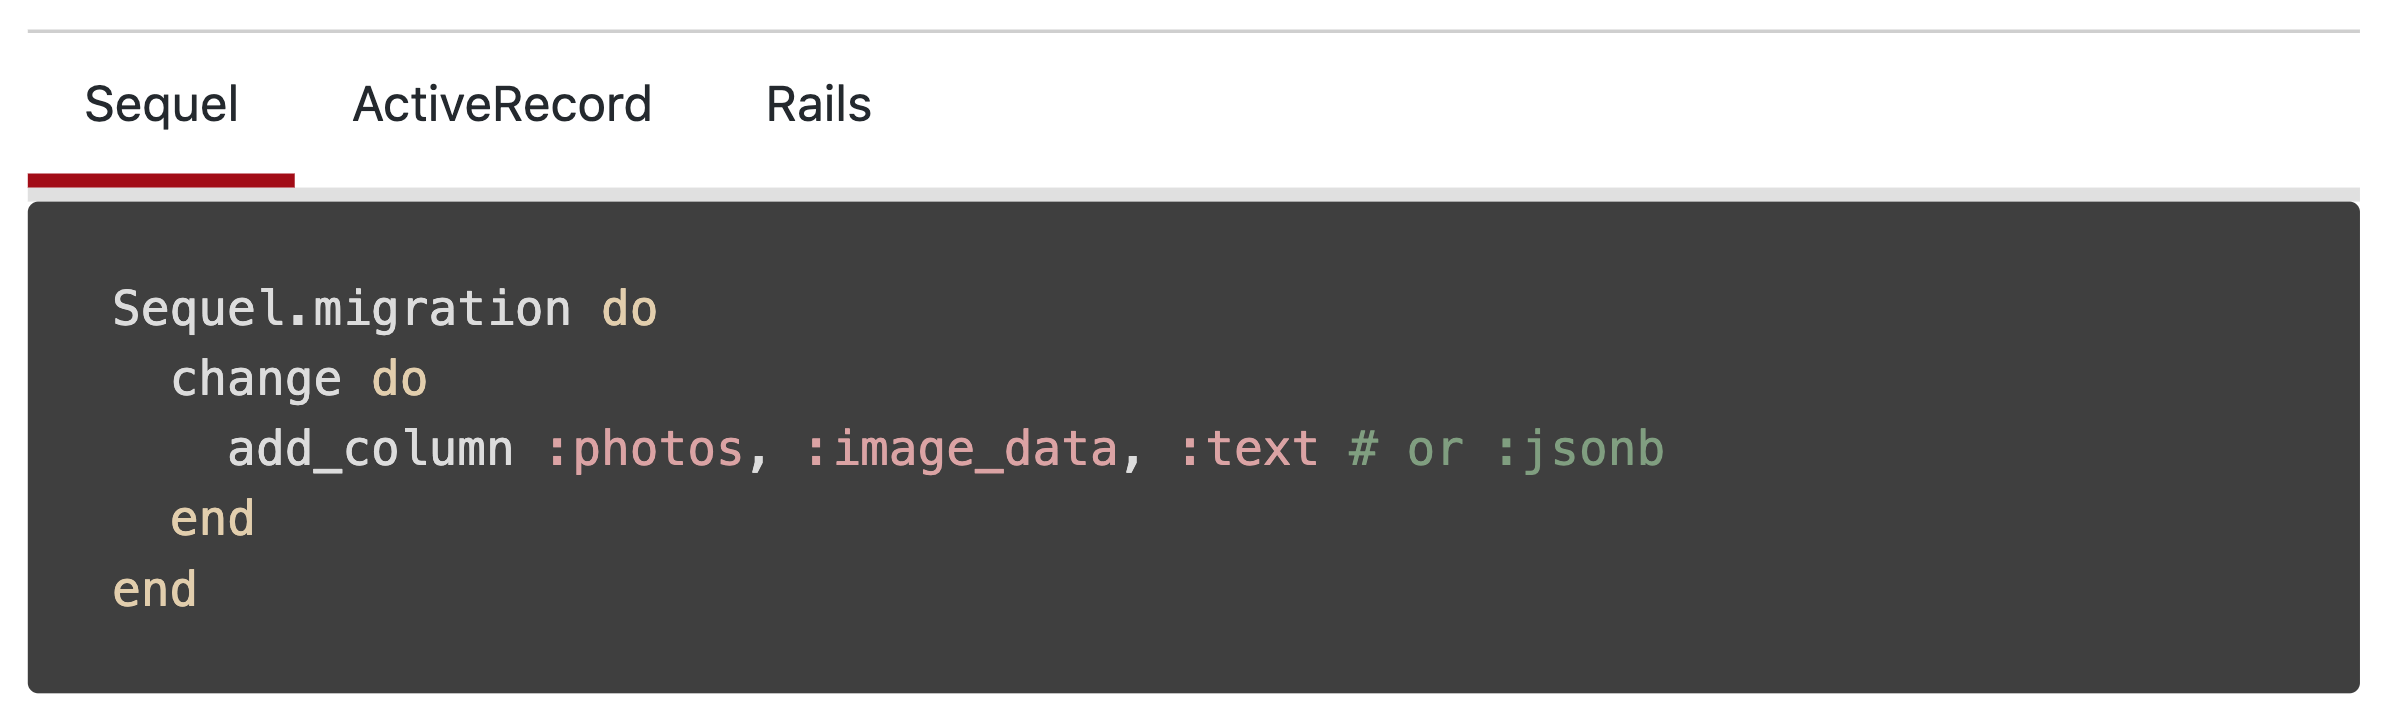 Sequel ActiveRecord Rails
Sequel.migration do
  change do
    add_column :photos, :image_data, :text # or :jsonb
  end
end